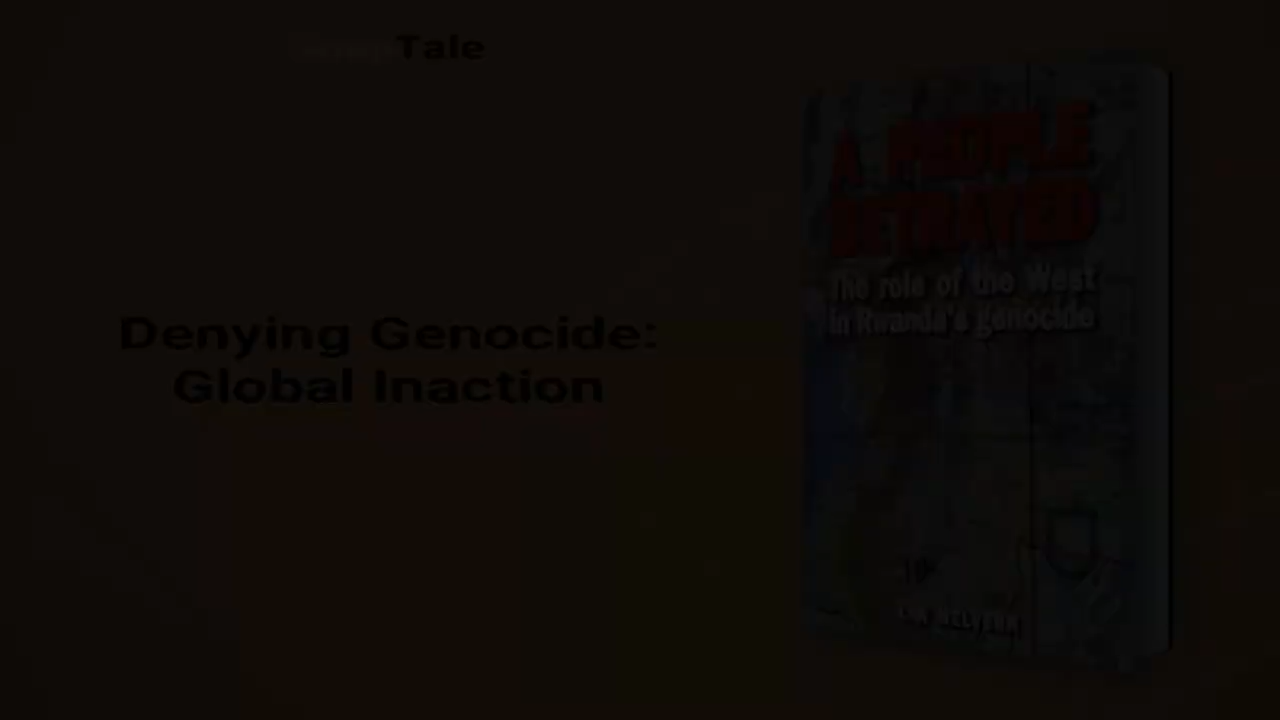 Tale
Denying Genocide:
Global Inaction
A PEOPLE
BETRAYED
The role of the West
in Rwanda's genocide